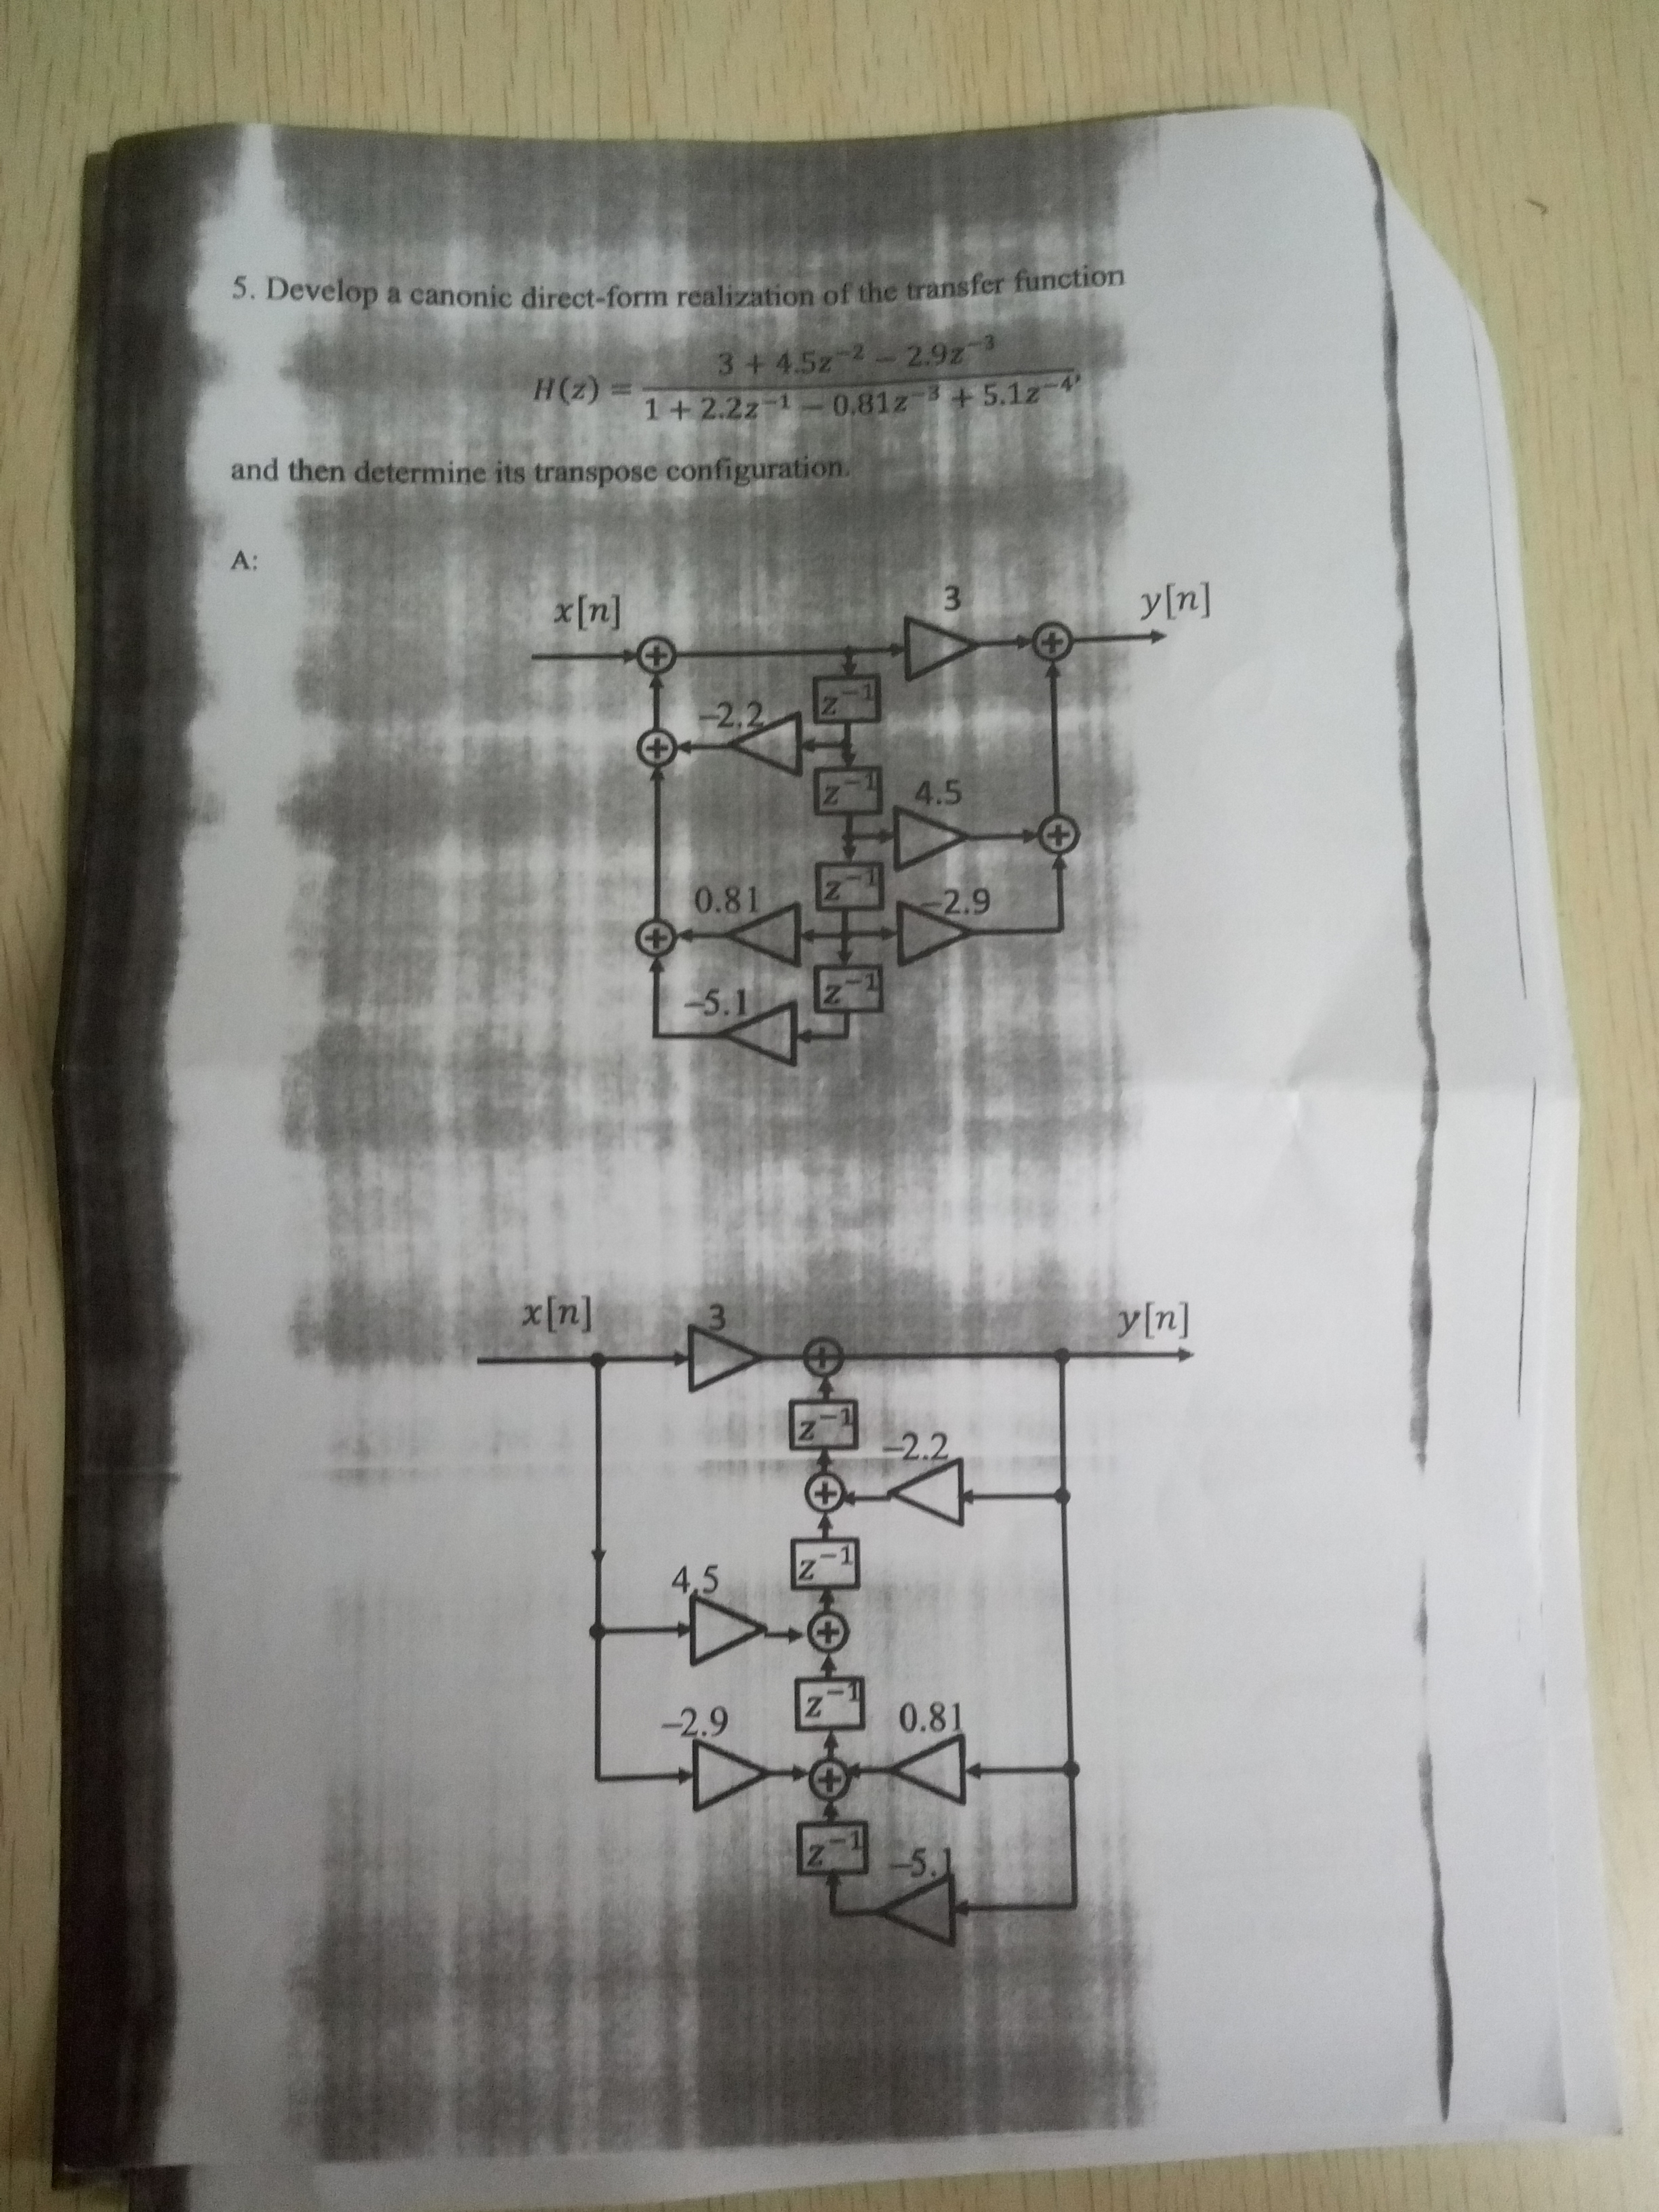 5. Develop a canonic direct-form realization of the transfer function
3 + 4.5z⁻² − 2.9z⁻³
H(z) =
1 + 2.2z⁻¹ − 0.81z⁻³ + 5.1z⁻⁴,
and then determine its transpose configuration.
A:
x[n] 3 y[n]
z⁻¹
–2.2
z⁻¹ 4.5
z⁻¹
0.81 –2.9
z⁻¹
–5.1
x[n] 3 y[n]
z⁻¹
–2.2
z⁻¹
4.5
z⁻¹
–2.9 0.81
z⁻¹
–5.1